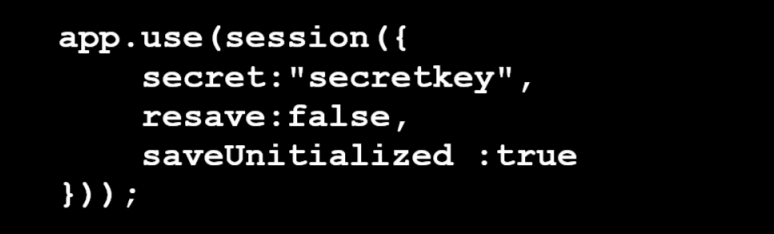 app.use(session({
    secret:"secretkey",
    resave:false,
    saveUnitialized :true
}));